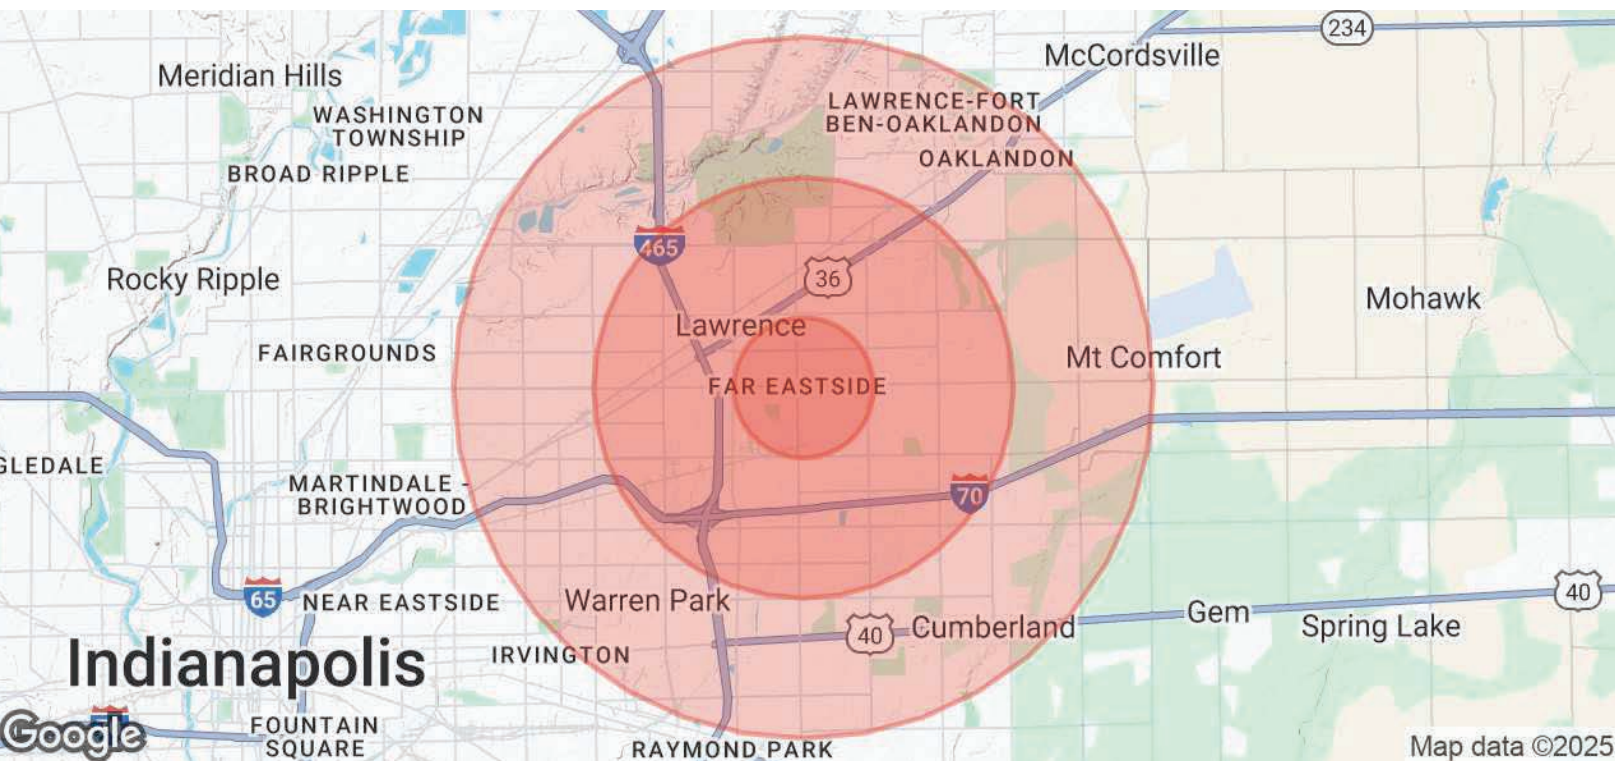 234
McCordsville
Meridian Hills
LAWRENCE-FORT
BEN-OAKLANDON
WASHINGTON
TOWNSHIP
OAKLANDON
BROAD RIPPLE
465
Rocky Ripple
36
Mohawk
Lawrence
FAIRGROUNDS
Mt Comfort
FAR EASTSIDE
GLEDALE
MARTINDALE -
BRIGHTWOOD
70
65
NEAR EASTSIDE
Warren Park
40
Gem
Spring Lake
40
Cumberland
Indianapolis
IRVINGTON
FOUNTAIN
SQUARE
Google
RAYMOND PARK
Map data ©2025